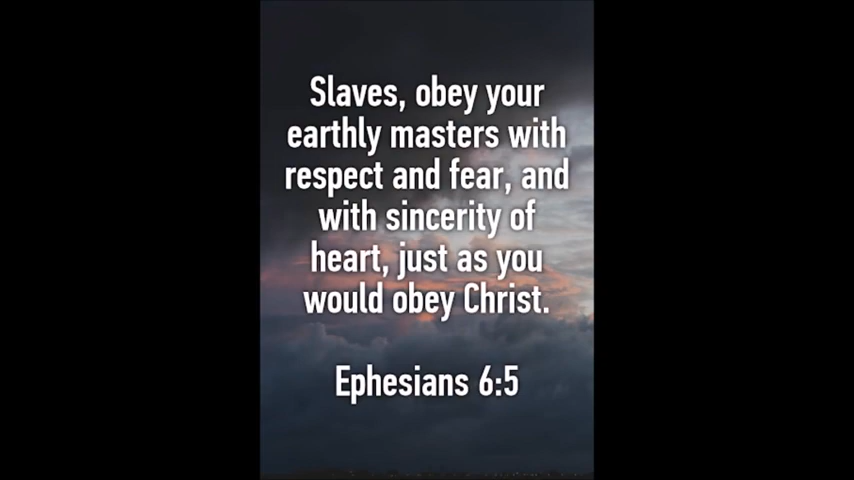 Slaves, obey your
earthly masters with
respect and fear, and
with sincerity of
heart, just as you
would obey Christ.
Ephesians 6:5